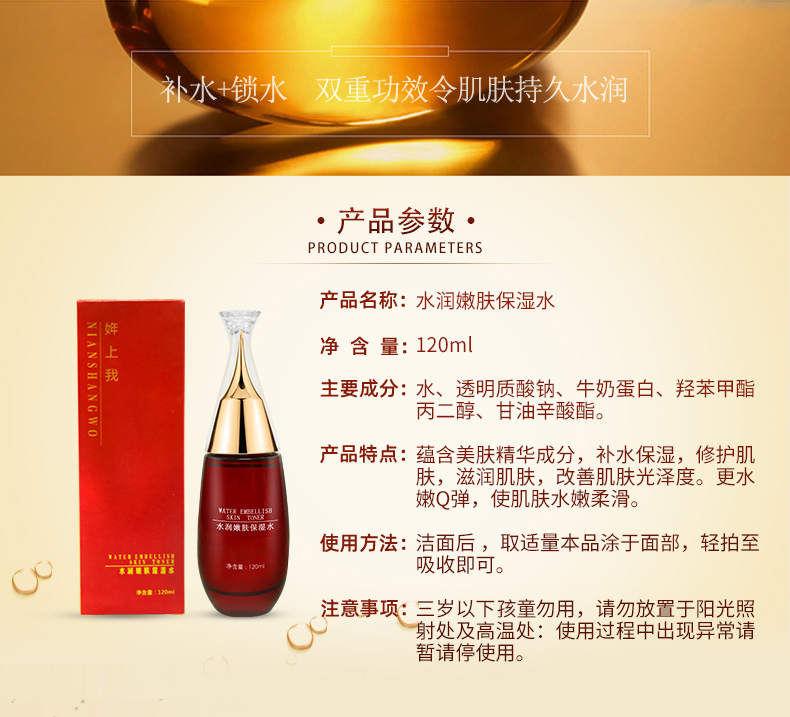 补水+锁水 双重功效令肌肤持久水润
• 产品参数 •
PRODUCT PARAMETERS
产品名称：水润嫩肤保湿水
净 含 量：120ml
主要成分：水、透明质酸钠、牛奶蛋白、羟苯甲酯
丙二醇、甘油辛酸酯。
产品特点：蕴含美肤精华成分，补水保湿，修护肌
肤，滋润肌肤，改善肌肤光泽度。更水
嫩Q弹，使肌肤水嫩柔滑。
使用方法：洁面后，取适量本品涂于面部，轻拍至
吸收即可。
注意事项：三岁以下孩童勿用，请勿放置于阳光照
射处及高温处：使用过程中出现异常请
暂请停使用。
姩上我
NIANSHANGWO
WATER EMBELLISH
SKIN TONER
水润嫩肤保湿水
净含量：120ml
WATER EMBELLISH
SKIN TONER
水润嫩肤保湿水
净含量：120ml